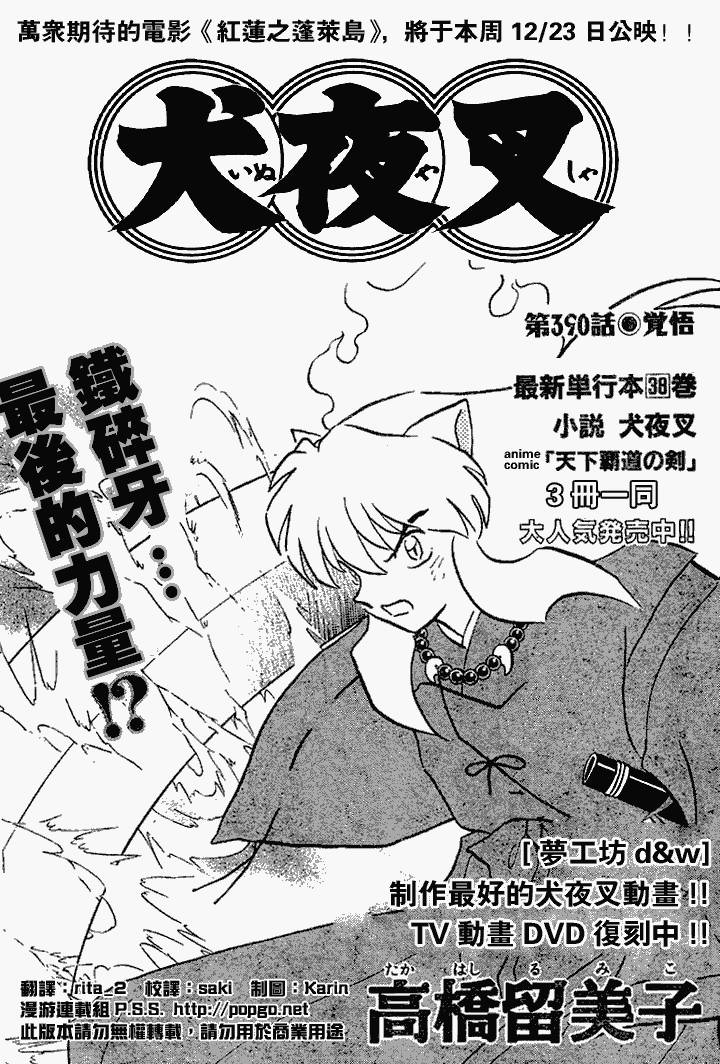 萬衆期待的電影《紅蓮之蓬萊島》，將于本周 12/23 日公映！！
犬夜叉
いぬ や しゃ
第390話◉覚悟
最新単行本38巻
小説 犬夜叉
anime comic「天下覇道の剣」
3冊一同
大人気発売中!!
鐵碎牙…
最後的力量!?
[ 夢工坊 d&w]
制作最好的犬夜叉動畫 !!
TV 動畫 DVD 復刻中 !!
たか はし る み こ
高橋留美子
翻譯：rita_2 校譯：saki 制圖：Karin
漫游連載組 P.S.S. http://popgo.net
此版本請勿無權轉載，請勿用於商業用途